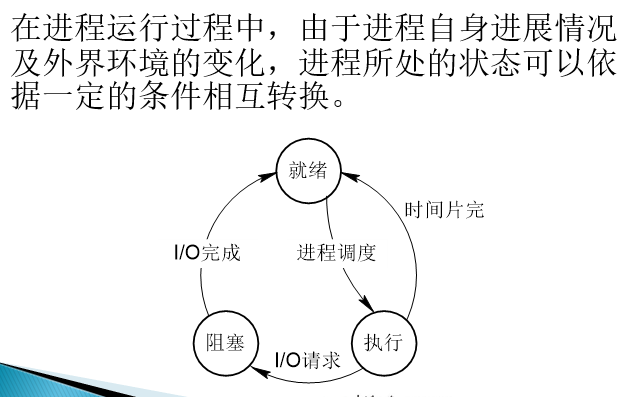 在进程运行过程中，由于进程自身进展情况
及外界环境的变化，进程所处的状态可以依
据一定的条件相互转换。
就绪
时间片完
I/O完成
进程调度
阻塞
执行
I/O请求